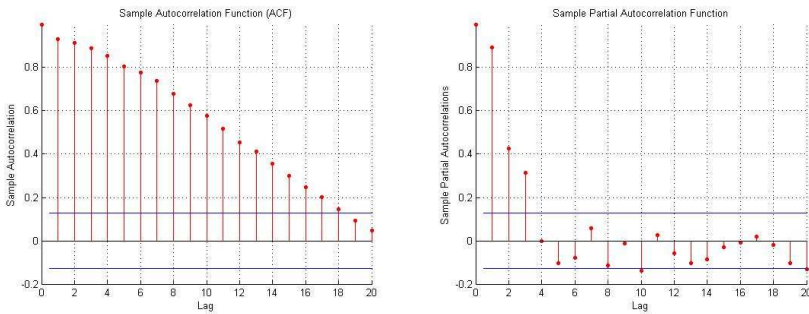 Sample Autocorrelation Function (ACF)
Sample Autocorrelation
0.8
0.6
0.4
0.2
0
-0.2
0 2 4 6 8 10 12 14 16 18 20
Lag
Sample Partial Autocorrelation Function
Sample Partial Autocorrelations
0.8
0.6
0.4
0.2
0
-0.2
0 2 4 6 8 10 12 14 16 18 20
Lag